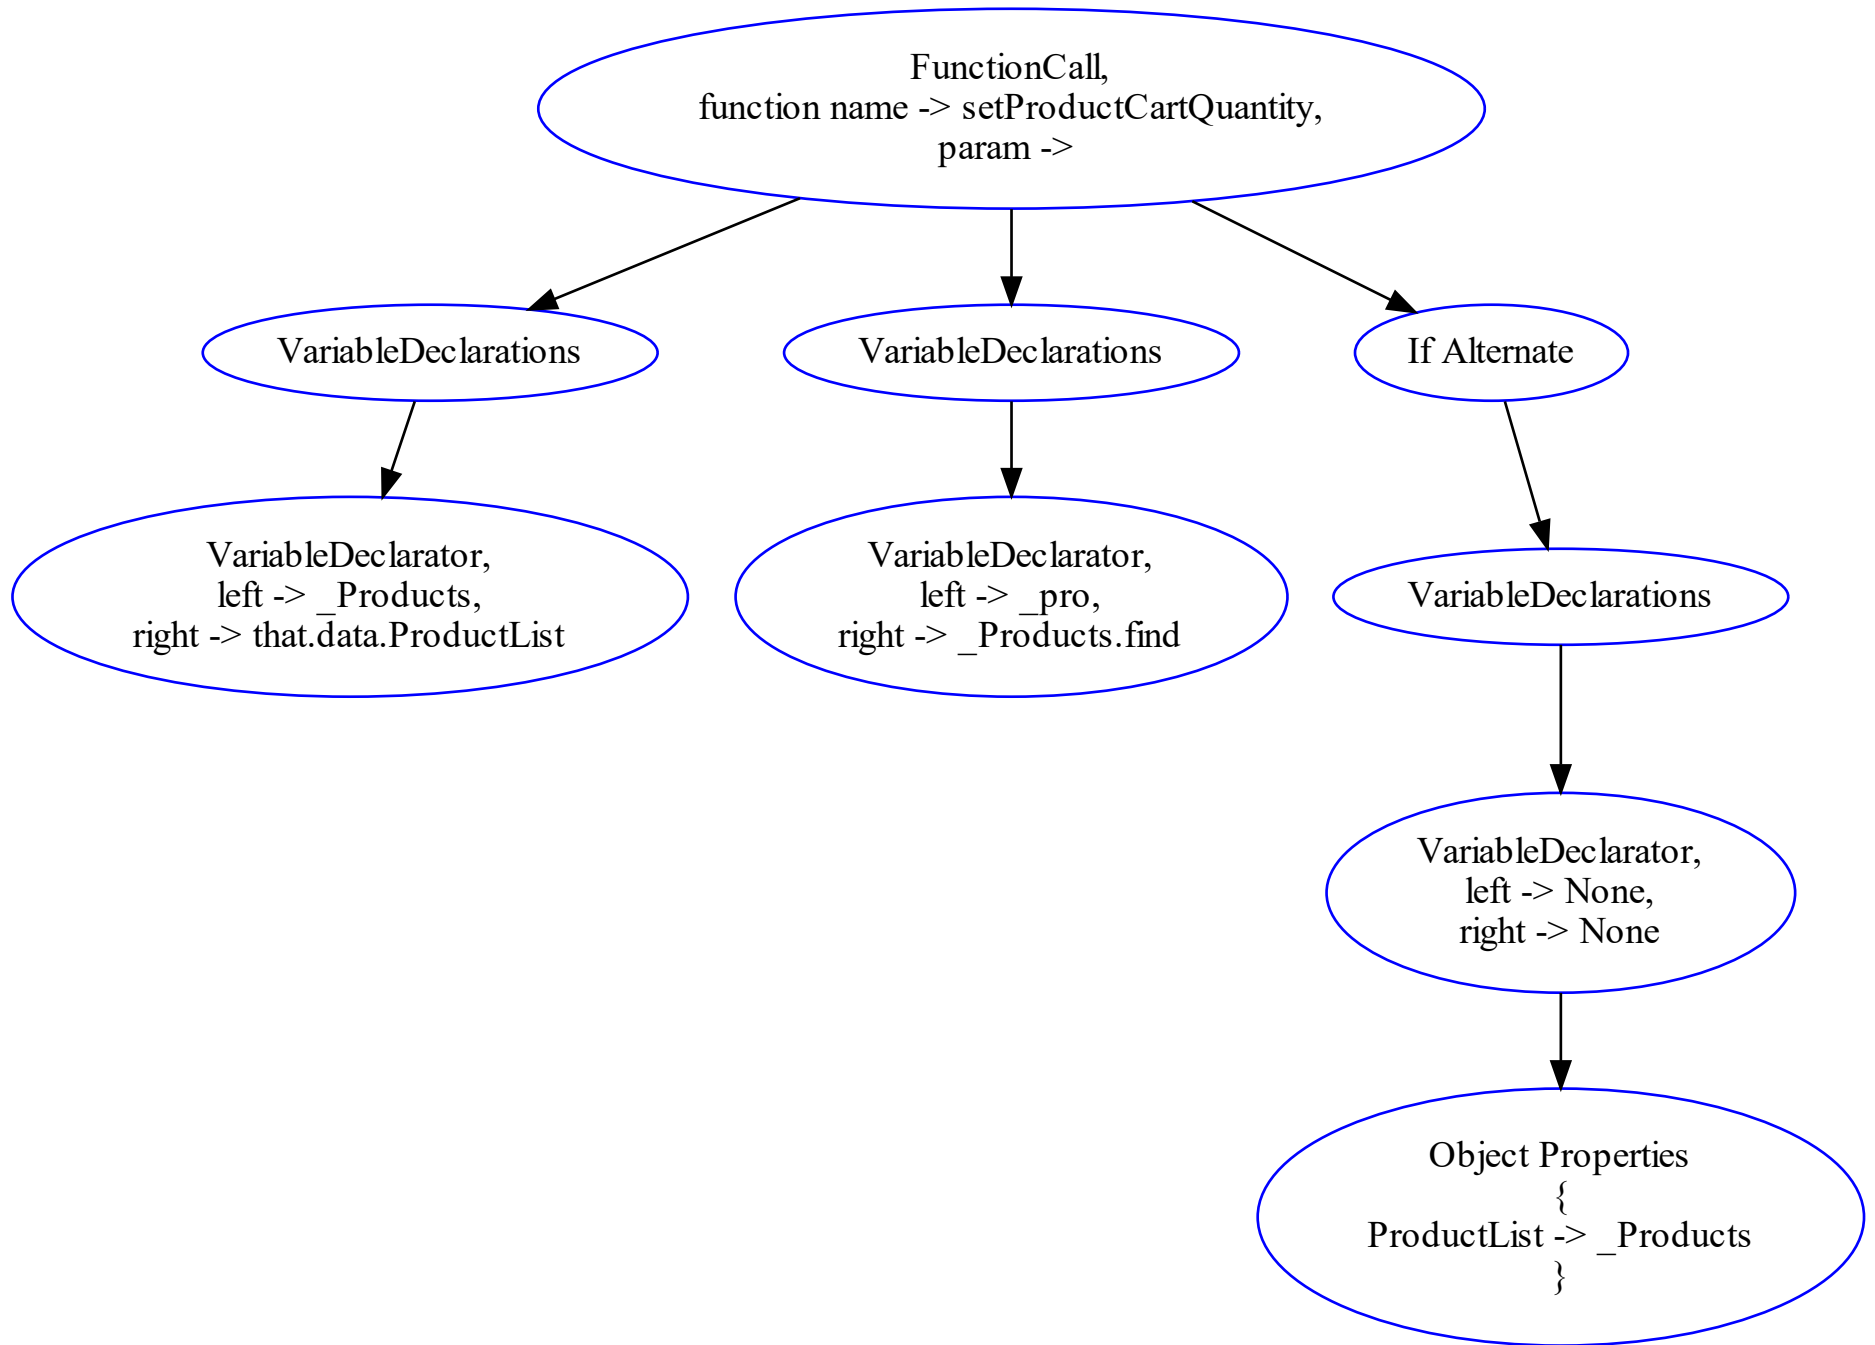 FunctionCall,
function name -> setProductCartQuantity,
param ->
VariableDeclarations
VariableDeclarations
If Alternate
VariableDeclarator,
left -> _Products,
right -> that.data.ProductList
VariableDeclarator,
left -> _pro,
right -> _Products.find
VariableDeclarations
VariableDeclarator,
left -> None,
right -> None
Object Properties
{
ProductList -> _Products
}